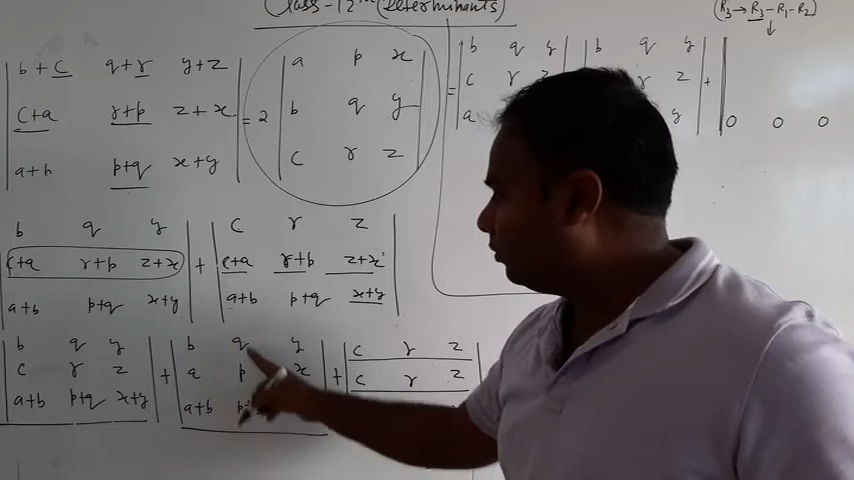 Class-12th (Determinants)
(R3 → R3-R1-R2)
↓
b+c q+r y+z
c+a r+p z+x
a+b p+q x+y
= 2
a p x
b q y
c r z
=
b q y
c r z
a
b q y
r z
y
+
0 0 0
b q y
c+a r+p z+x
a+b p+q x+y
+
c r z
c+a r+p z+x
a+b p+q x+y
b q y
c r z
a+b p+q x+y
+
b q y
a p x
a+b
+
c r z
c r z